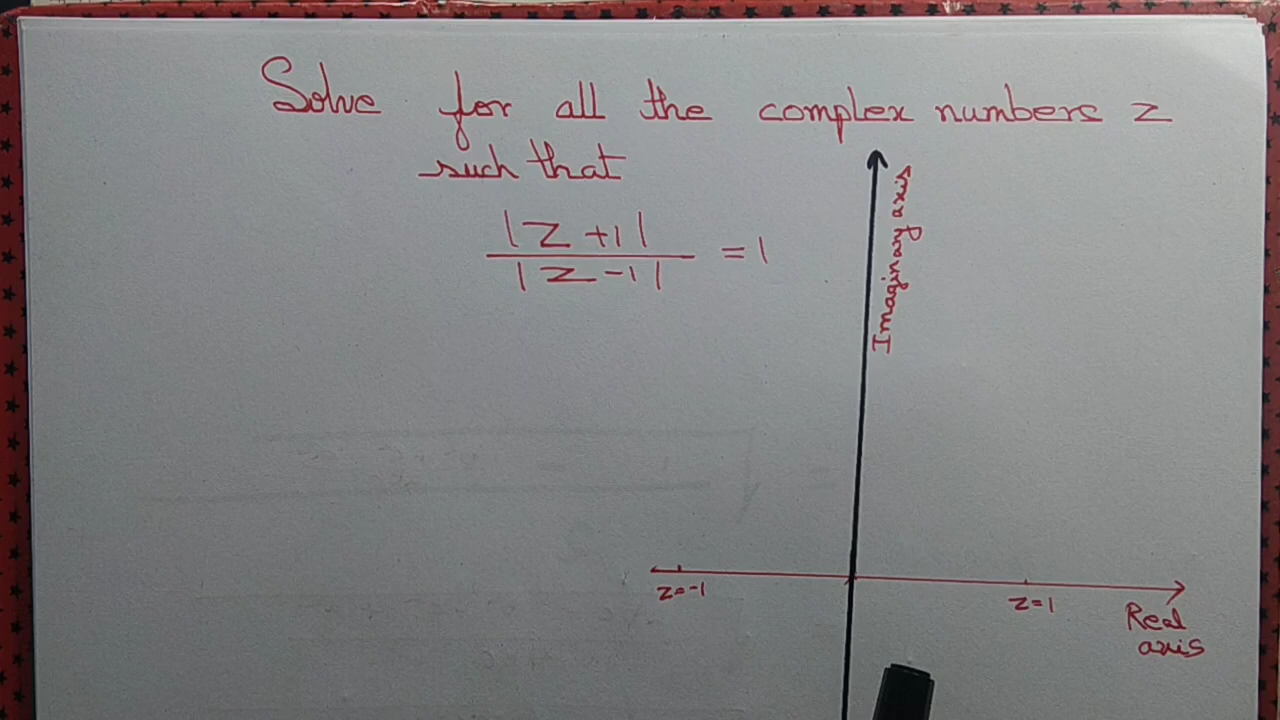 Solve for all the complex numbers z
such that
|z+1|
|z-1|
=1
Imaginary axis
z=-1
z=1
Real
axis